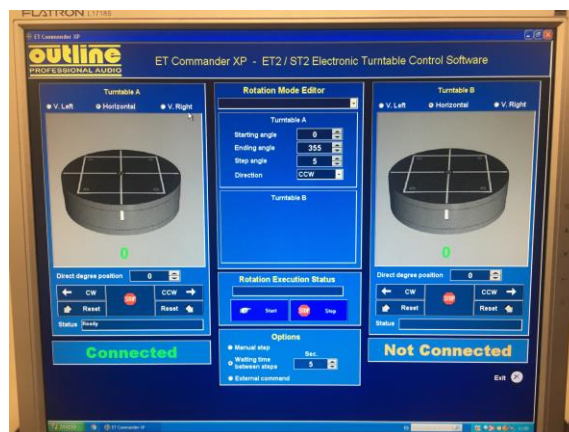 FLATRON L1718S
ET Commander XP
outline
PROFESSIONAL AUDIO
ET Commander XP - ET2 / ST2 Electronic Turntable Control Software
Turntable A
V. Left Horizontal V. Right
0
Direct degree position 0
CW STOP CCW
Reset Reset
Status Ready
Connected
Rotation Mode Editor
Turntable A
Starting angle 0
Ending angle 355
Step angle 5
Direction CCW
Turntable B
Rotation Execution Status
Start STOP Stop
Options
Manual step
Waiting time between steps
Sec.
5
External command
Turntable B
V. Left Horizontal V. Right
0
Direct degree position 0
CW STOP CCW
Reset Reset
Status
Not Connected
Exit
ET Commander XP